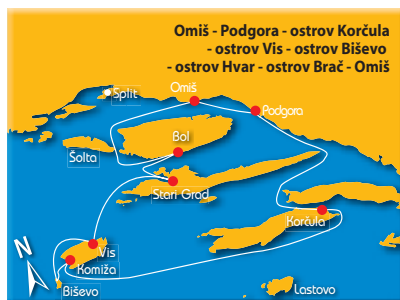 Omiš - Podgora - ostrov Korčula
- ostrov Vis - ostrov Biševo
- ostrov Hvar - ostrov Brač - Omiš
Omiš
Split
Podgora
Bol
Šolta
Stari Grad
Korčula
N
Vis
Komiža
Biševo
Lastovo